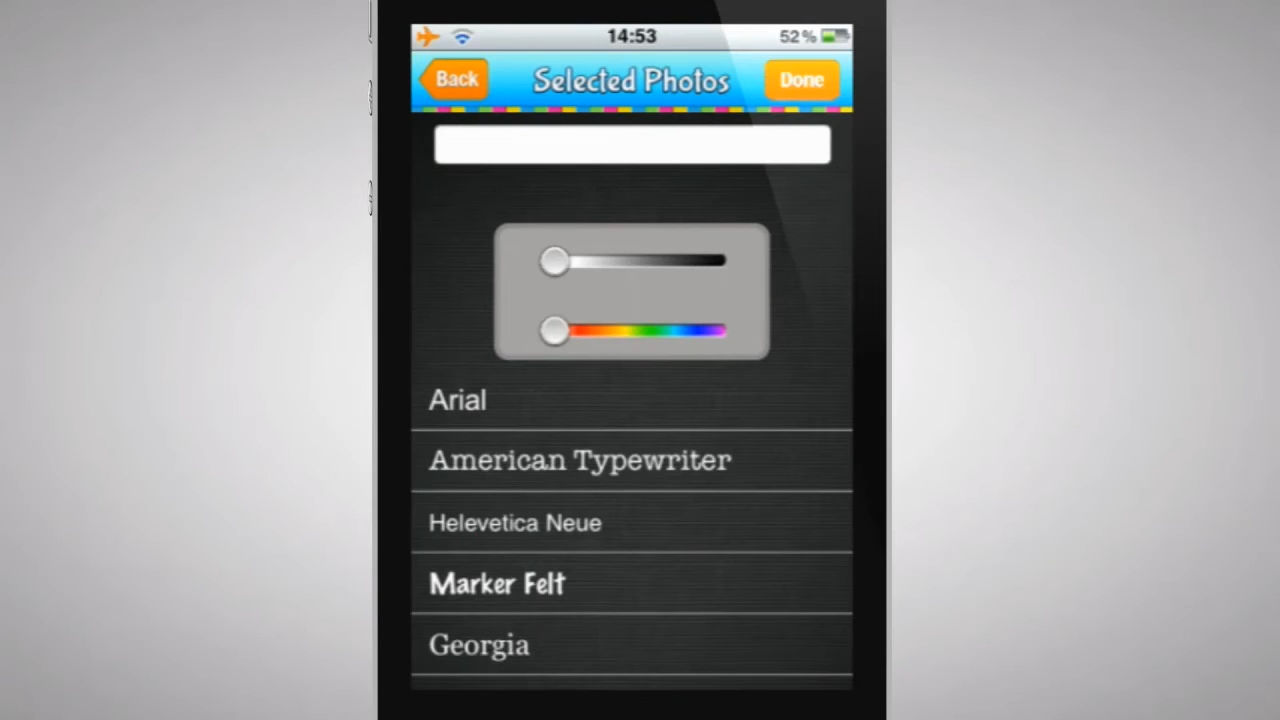 14:53
52%
Back
Selected Photos
Done
Arial
American Typewriter
Helevetica Neue
Marker Felt
Georgia